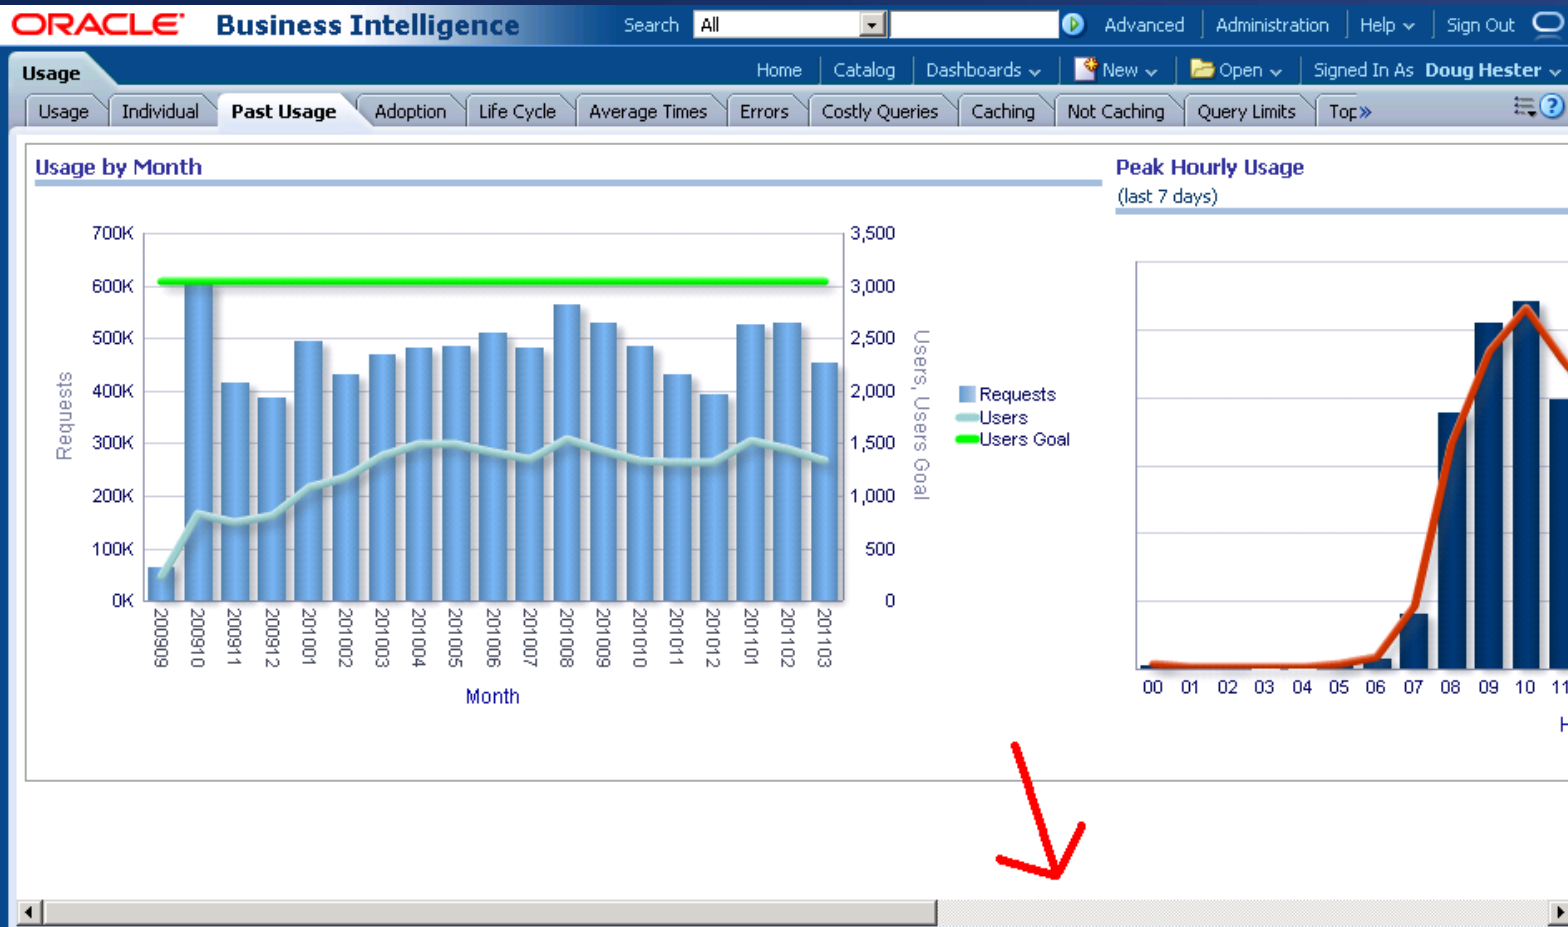 ORACLE Business Intelligence Search All Advanced Administration Help Sign Out
Usage Home Catalog Dashboards New Open Signed In As Doug Hester
Usage Individual Past Usage Adoption Life Cycle Average Times Errors Costly Queries Caching Not Caching Query Limits Top»
Usage by Month
700K 3,500
600K 3,000
500K 2,500
400K 2,000
300K 1,500
200K 1,000
100K 500
0K 0
Requests
Users, Users Goal
Requests
Users
Users Goal
200909 200910 200911 200912 201001 201002 201003 201004 201005 201006 201007 201008 201009 201010 201011 201012 201101 201102 201103
Month
Peak Hourly Usage
(last 7 days)
00 01 02 03 04 05 06 07 08 09 10 11